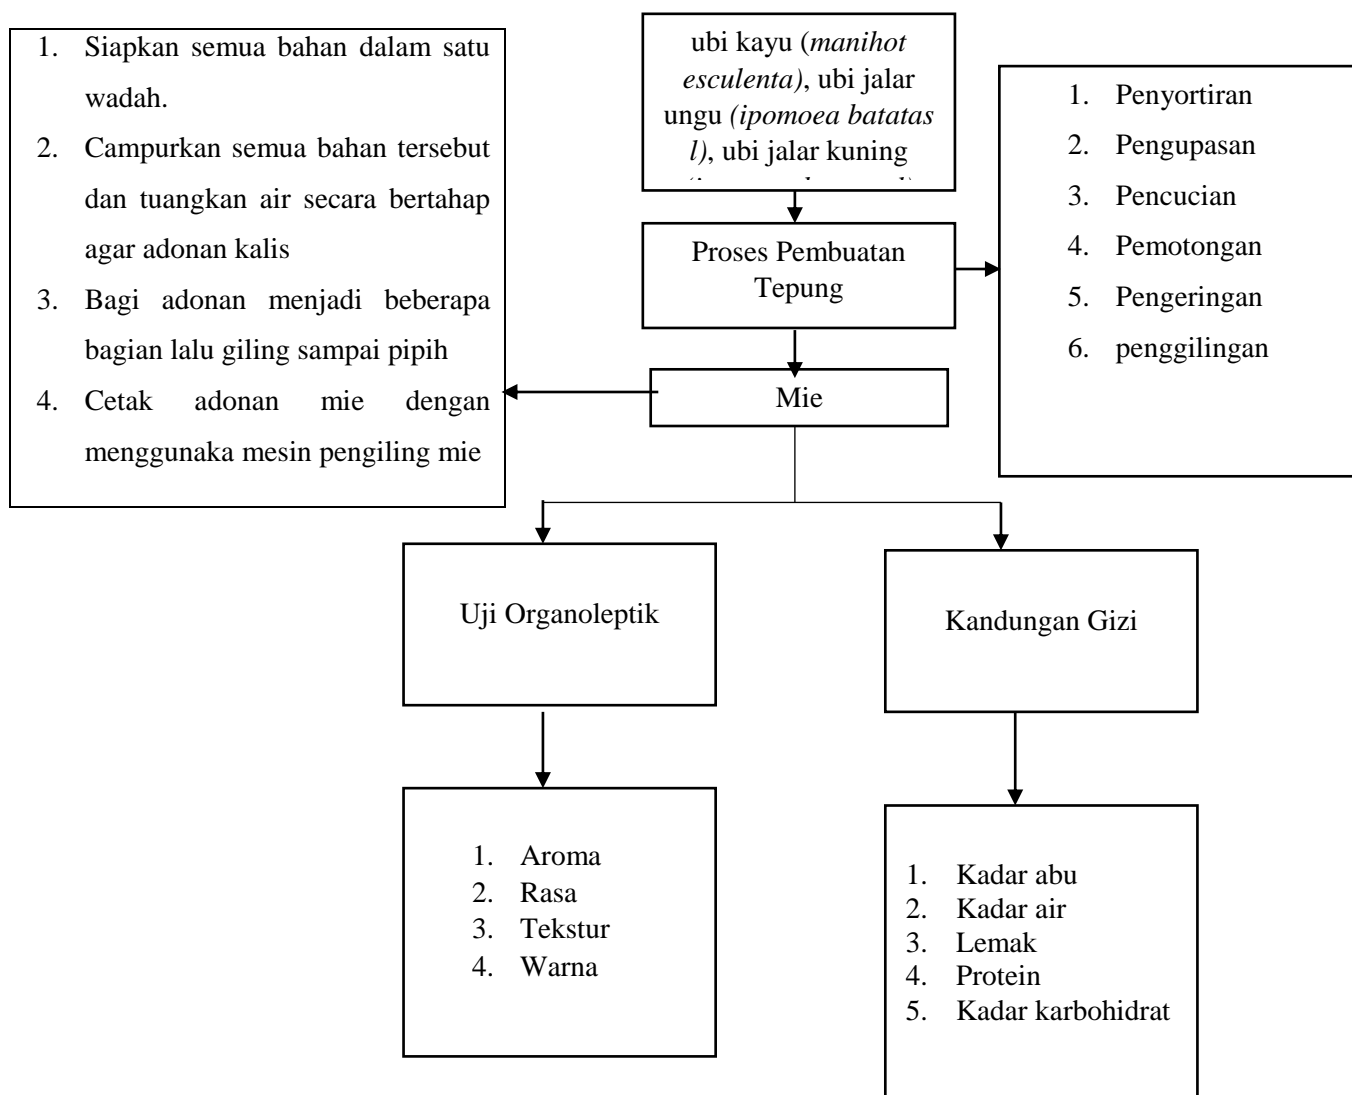 1. Siapkan semua bahan dalam satu
wadah.
2. Campurkan semua bahan tersebut
dan tuangkan air secara bertahap
agar adonan kalis
3. Bagi adonan menjadi beberapa
bagian lalu giling sampai pipih
4. Cetak adonan mie dengan
menggunaka mesin pengiling mie
ubi kayu (manihot
esculenta), ubi jalar
ungu (ipomoea batatas
l), ubi jalar kuning
Proses Pembuatan
Tepung
1. Penyortiran
2. Pengupasan
3. Pencucian
4. Pemotongan
5. Pengeringan
6. penggilingan
Mie
Uji Organoleptik
Kandungan Gizi
1. Aroma
2. Rasa
3. Tekstur
4. Warna
1. Kadar abu
2. Kadar air
3. Lemak
4. Protein
5. Kadar karbohidrat